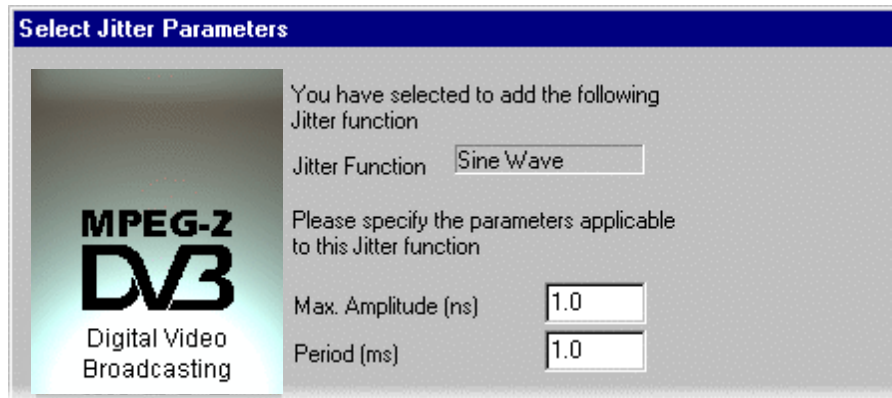 Select Jitter Parameters
MPEG-2
DVB
Digital Video
Broadcasting
You have selected to add the following
Jitter function
Jitter Function Sine Wave
Please specify the parameters applicable
to this Jitter function
Max. Amplitude (ns) 1.0
Period (ms) 1.0